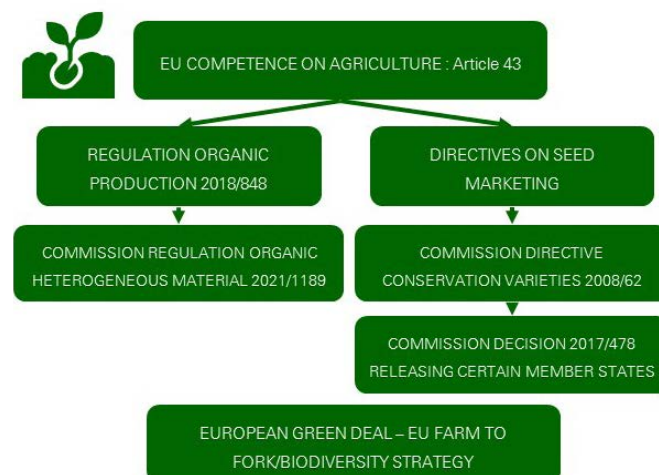 EU COMPETENCE ON AGRICULTURE : Article 43
REGULATION ORGANIC
PRODUCTION 2018/848
DIRECTIVES ON SEED
MARKETING
COMMISSION REGULATION ORGANIC
HETEROGENEOUS MATERIAL 2021/1189
COMMISSION DIRECTIVE
CONSERVATION VARIETIES 2008/62
COMMISSION DECISION 2017/478
RELEASING CERTAIN MEMBER STATES
EUROPEAN GREEN DEAL – EU FARM TO
FORK/BIODIVERSITY STRATEGY